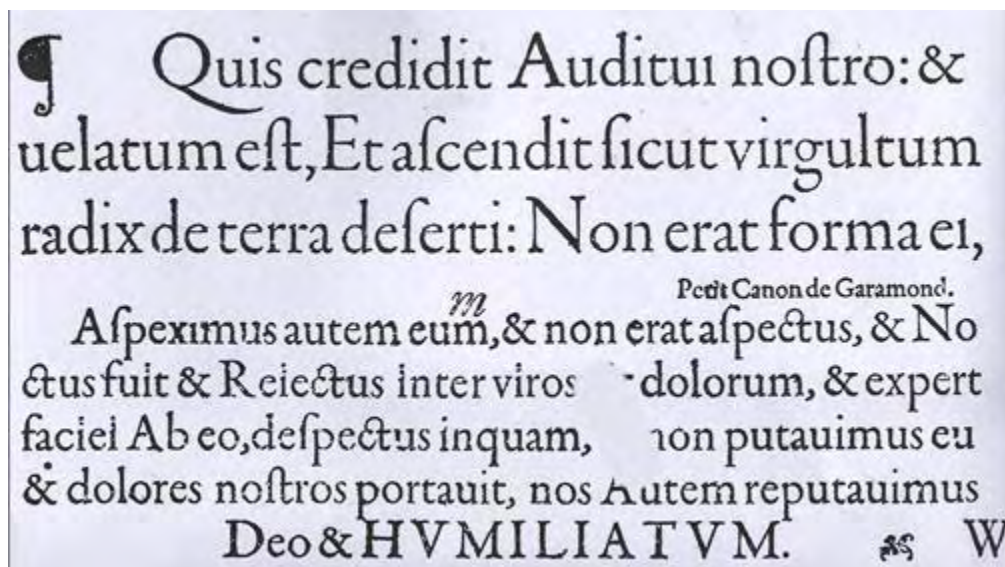 ¶ Quis credidit Auditui noſtro: &
uelatum eſt, Et aſcendit ſicut virgultum
radix de terra deſerti: Non erat forma ei,
Petit Canon de Garamond.
m
Aſpeximus autem eum, & non erat aſpectus, & No
ctus fuit & Reiectus inter viros dolorum, & expert
faciei Ab eo, deſpectus inquam, non putauimus eu
& dolores noſtros portauit, nos Autem reputauimus
Deo & HVMILIATVM. W